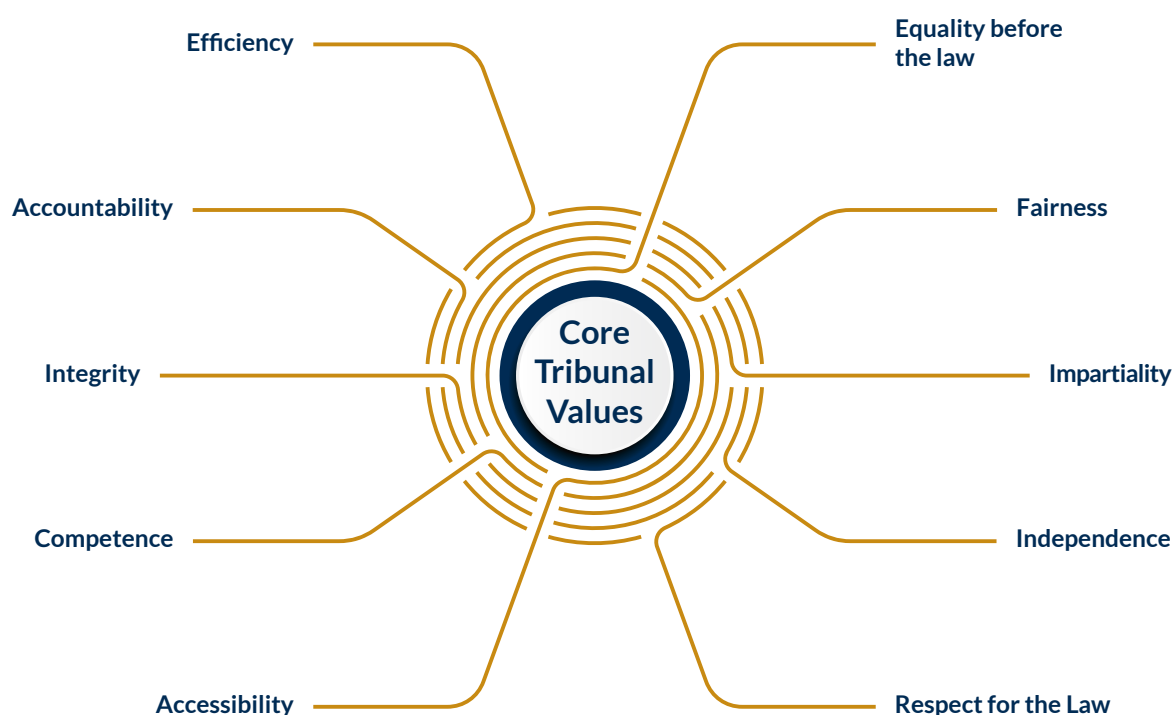 Efficiency
Equality before
the law
Accountability
Fairness
Core
Tribunal
Values
Integrity
Impartiality
Competence
Independence
Accessibility
Respect for the Law